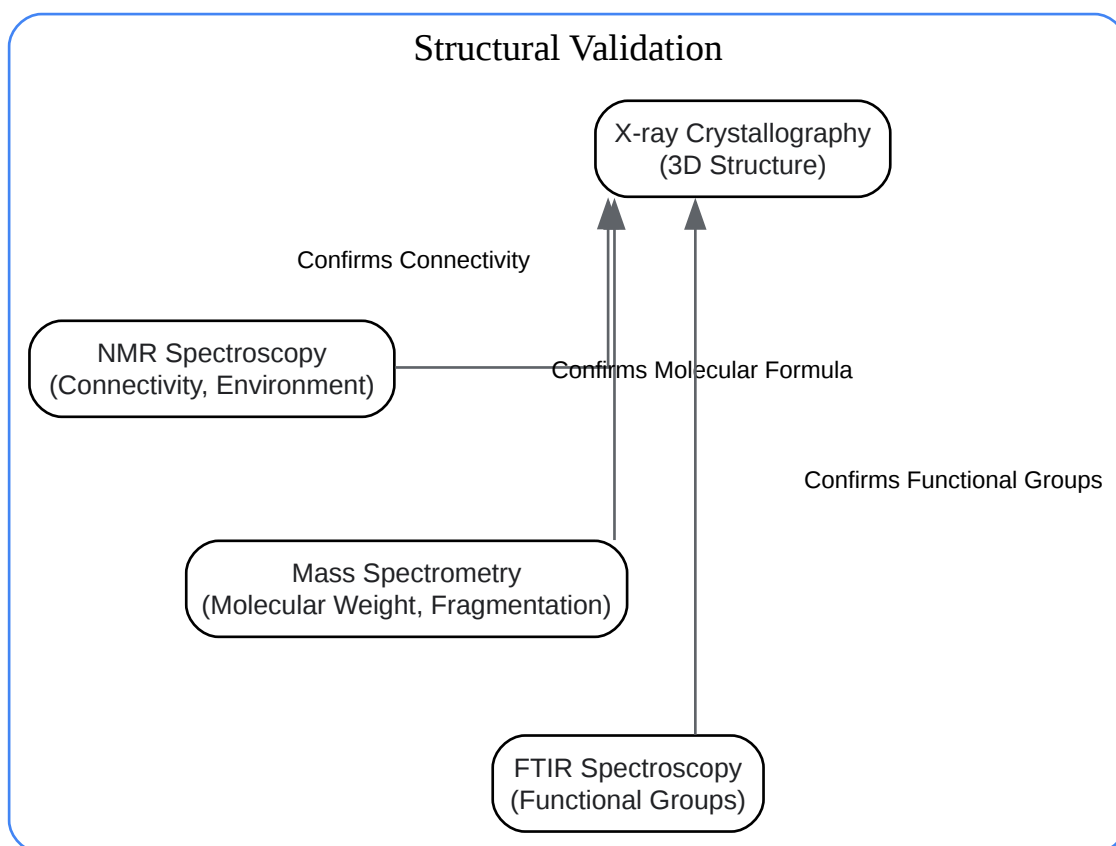 Structural Validation
X-ray Crystallography
(3D Structure)
Confirms Connectivity
NMR Spectroscopy
(Connectivity, Environment)
Confirms Molecular Formula
Confirms Functional Groups
Mass Spectrometry
(Molecular Weight, Fragmentation)
FTIR Spectroscopy
(Functional Groups)